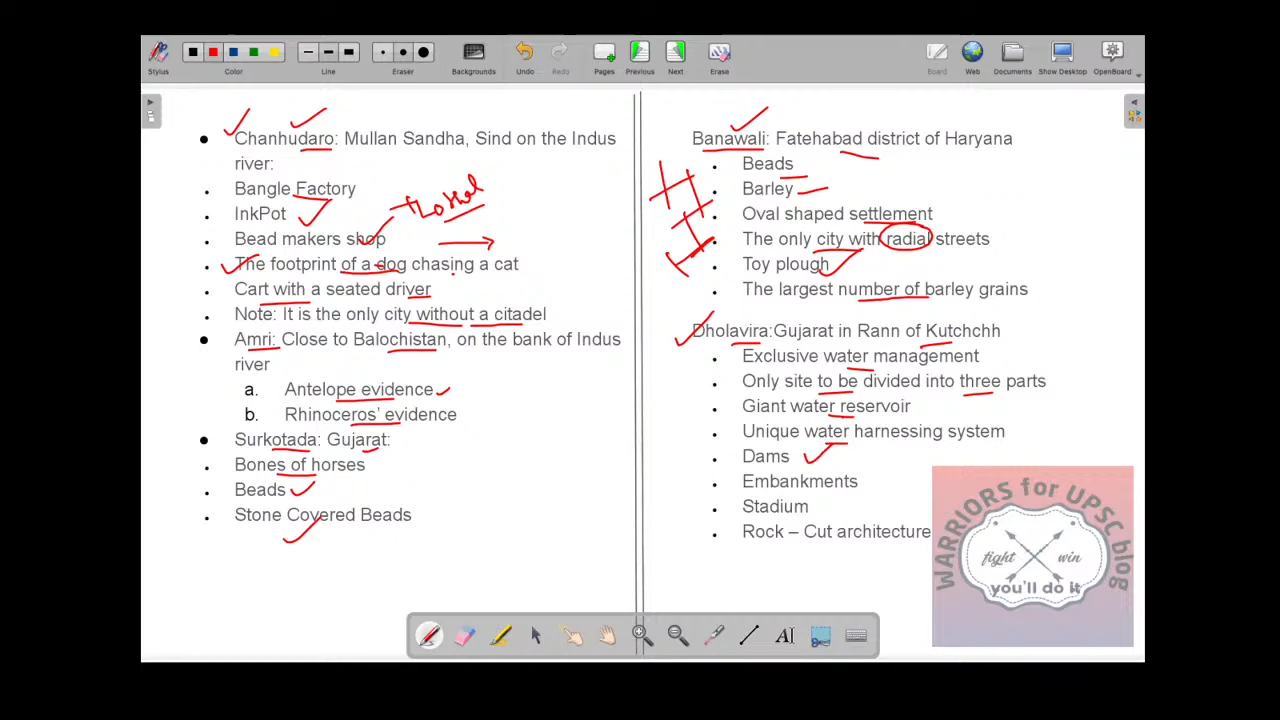 Stylus
Color
Line
Eraser
Backgrounds
Undo
Redo
Pages
Previous
Next
Erase
Board
Web
Documents
Show Desktop
OpenBoard
● Chanhudaro: Mullan Sandha, Sind on the Indus
river:
• Bangle Factory
• InkPot
• Bead makers shop
Lothal
• The footprint of a dog chasing a cat
• Cart with a seated driver
• Note: It is the only city without a citadel
● Amri: Close to Balochistan, on the bank of Indus
river
a. Antelope evidence
b. Rhinoceros’ evidence
● Surkotada: Gujarat:
• Bones of horses
• Beads
• Stone Covered Beads
Banawali: Fatehabad district of Haryana
• Beads
• Barley
• Oval shaped settlement
• The only city with radial streets
• Toy plough
• The largest number of barley grains
Dholavira:Gujarat in Rann of Kutchchh
• Exclusive water management
• Only site to be divided into three parts
• Giant water reservoir
• Unique water harnessing system
• Dams
• Embankments
• Stadium
• Rock – Cut architecture
WARRIORS for UPSC blog
fight win
you'll do it